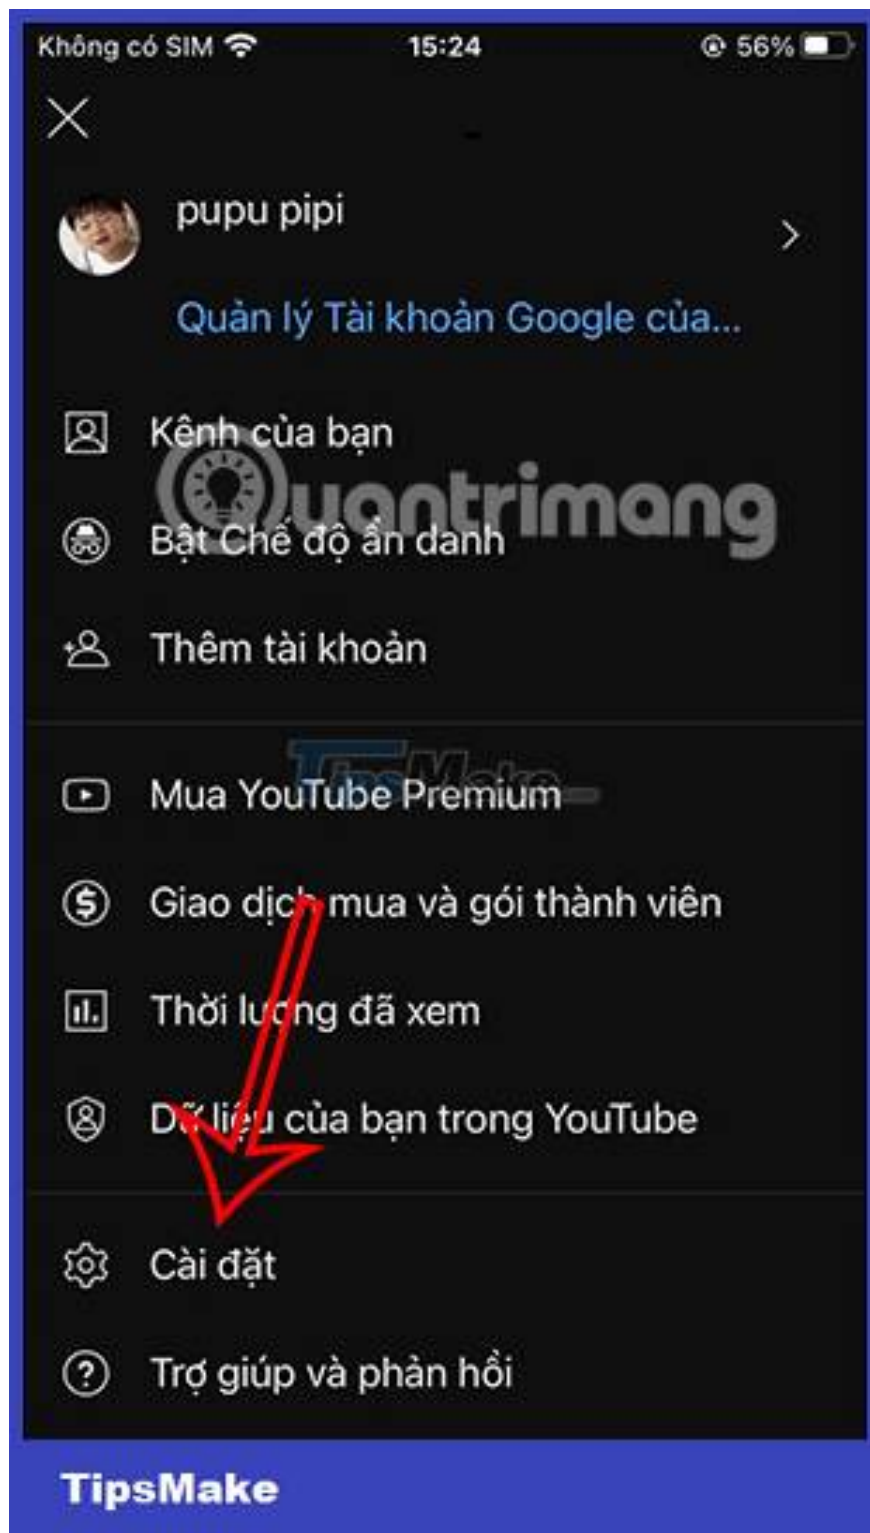 Không có SIM 15:24 56%
pupu pipi
Quản lý Tài khoản Google của...
Kênh của bạn
Quantrimang
Bật Chế độ ẩn danh
Thêm tài khoản
TipsMake
Mua YouTube Premium
Giao dịch mua và gói thành viên
Thời lượng đã xem
Dữ liệu của bạn trong YouTube
Cài đặt
Trợ giúp và phản hồi
TipsMake